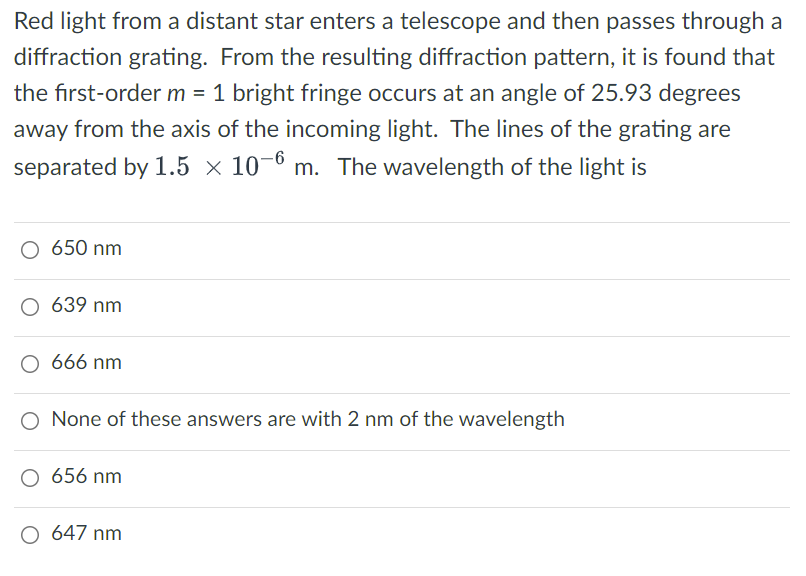 Red light from a distant star enters a telescope and then passes through a
diffraction grating. From the resulting diffraction pattern, it is found that
the first-order m = 1 bright fringe occurs at an angle of 25.93 degrees
away from the axis of the incoming light. The lines of the grating are
separated by 1.5 × 10⁻⁶ m. The wavelength of the light is
650 nm
639 nm
666 nm
None of these answers are with 2 nm of the wavelength
656 nm
647 nm